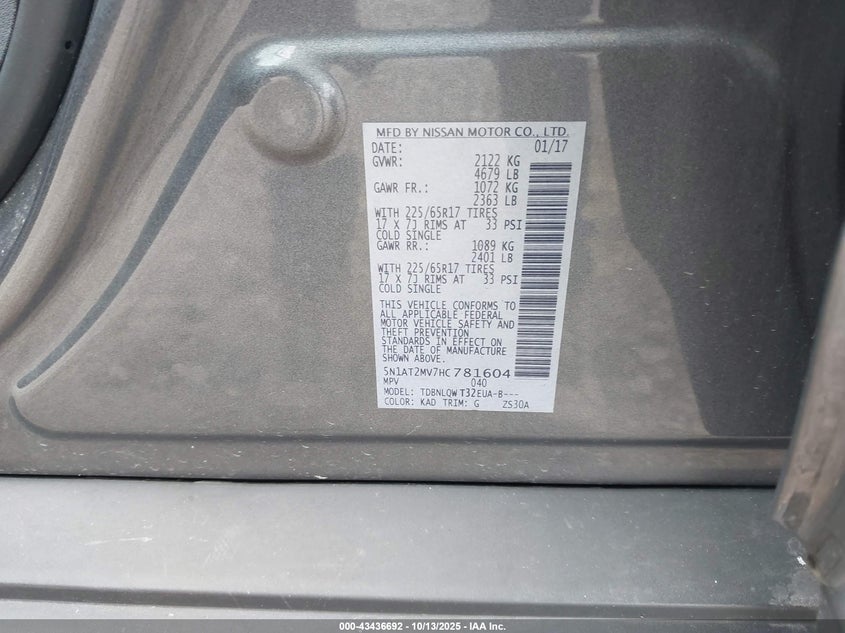 MFD BY NISSAN MOTOR CO., LTD.
DATE: 01/17
GVWR: 2122 KG
4679 LB
GAWR FR.: 1072 KG
2363 LB
WITH 225/65R17 TIRES
17 X 7J RIMS AT 33 PSI
COLD SINGLE
GAWR RR.: 1089 KG
2401 LB
WITH 225/65R17 TIRES
17 X 7J RIMS AT 33 PSI
COLD SINGLE
THIS VEHICLE CONFORMS TO
ALL APPLICABLE FEDERAL
MOTOR VEHICLE SAFETY AND
THEFT PREVENTION
STANDARDS IN EFFECT ON
THE DATE OF MANUFACTURE
SHOWN ABOVE.
5N1AT2MV7HC781604
MPV 040
MODEL: TDBNLQWT32EUA-B---
COLOR: KAD TRIM: G ZS30A
000-43436692 - 10/13/2025 - IAA Inc.